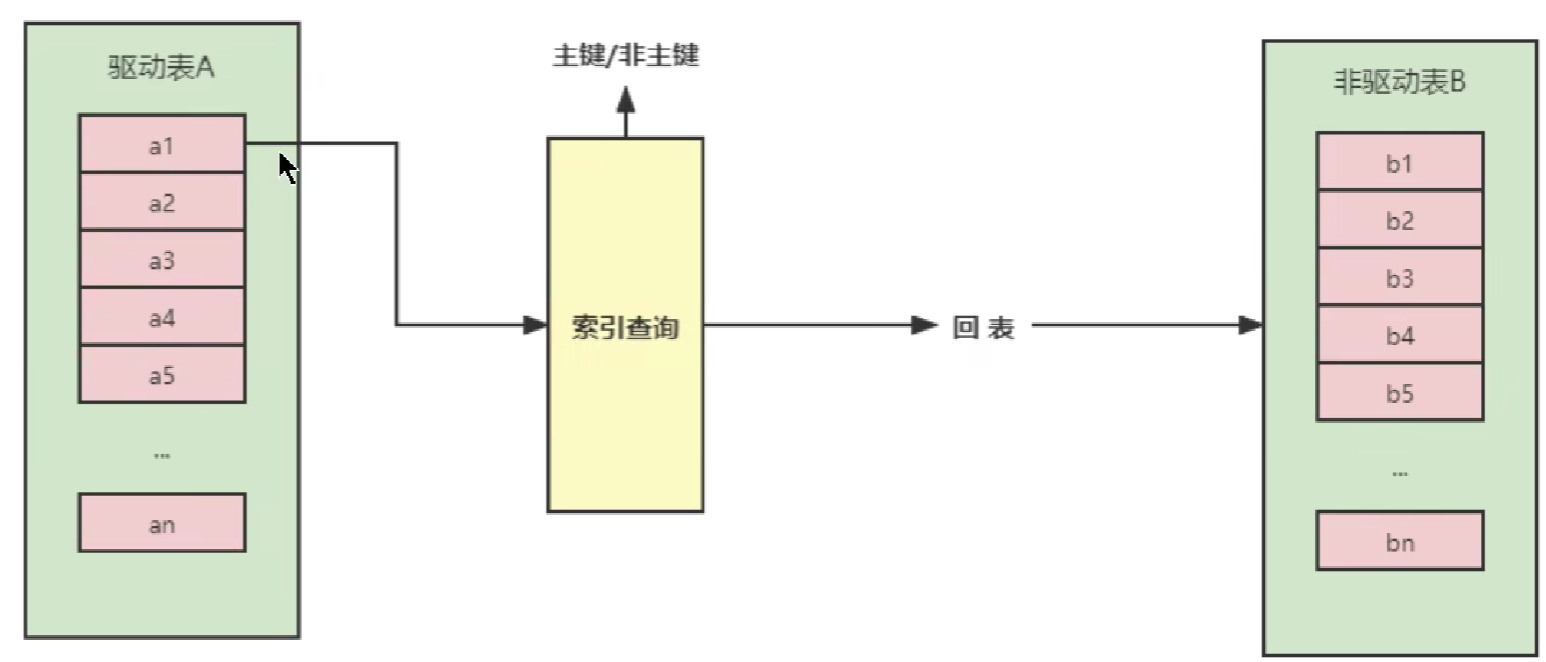 驱动表A
a1
a2
a3
a4
a5
...
an
主键/非主键
索引查询
回 表
非驱动表B
b1
b2
b3
b4
b5
...
bn